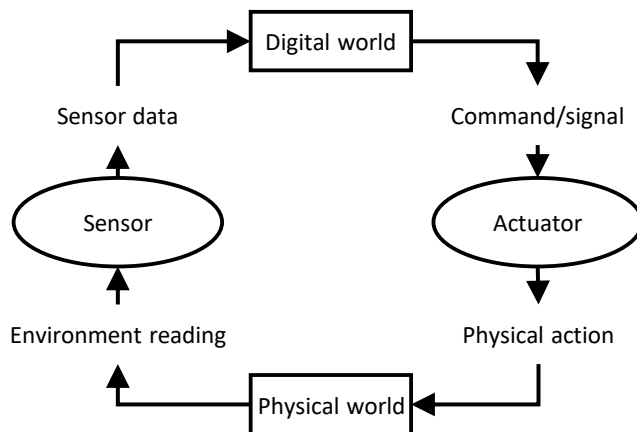 Digital world
Sensor data
Command/signal
Sensor
Actuator
Environment reading
Physical action
Physical world